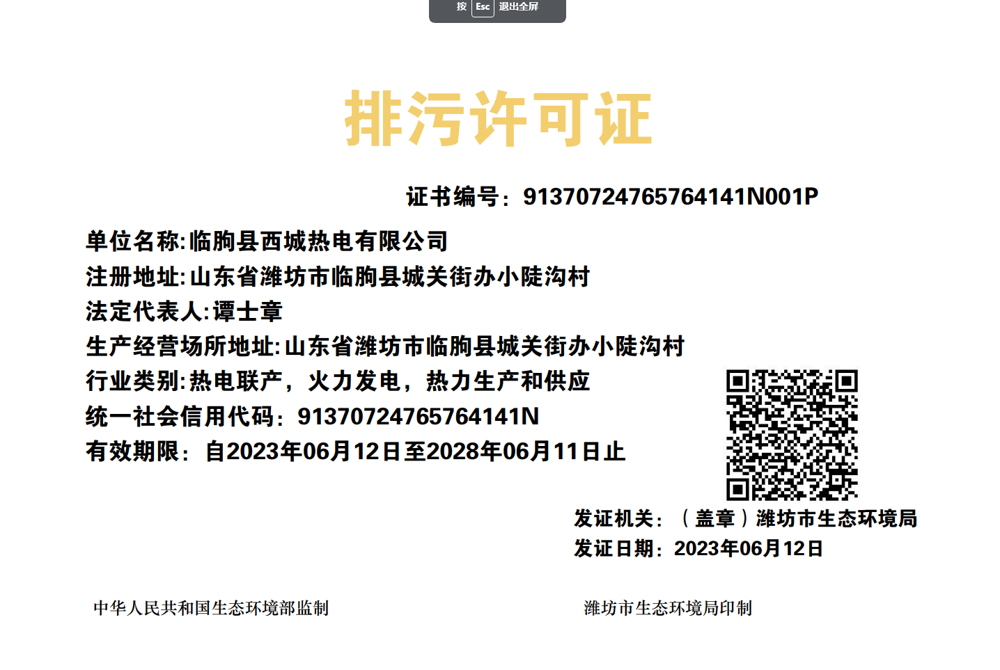 按 Esc 退出全屏
排污许可证
证书编号：91370724765764141N001P
单位名称:临朐县西城热电有限公司
注册地址:山东省潍坊市临朐县城关街办小陡沟村
法定代表人:谭士章
生产经营场所地址:山东省潍坊市临朐县城关街办小陡沟村
行业类别:热电联产，火力发电，热力生产和供应
统一社会信用代码：91370724765764141N
有效期限：自2023年06月12日至2028年06月11日止
发证机关：（盖章）潍坊市生态环境局
发证日期：2023年06月12日
中华人民共和国生态环境部监制
潍坊市生态环境局印制